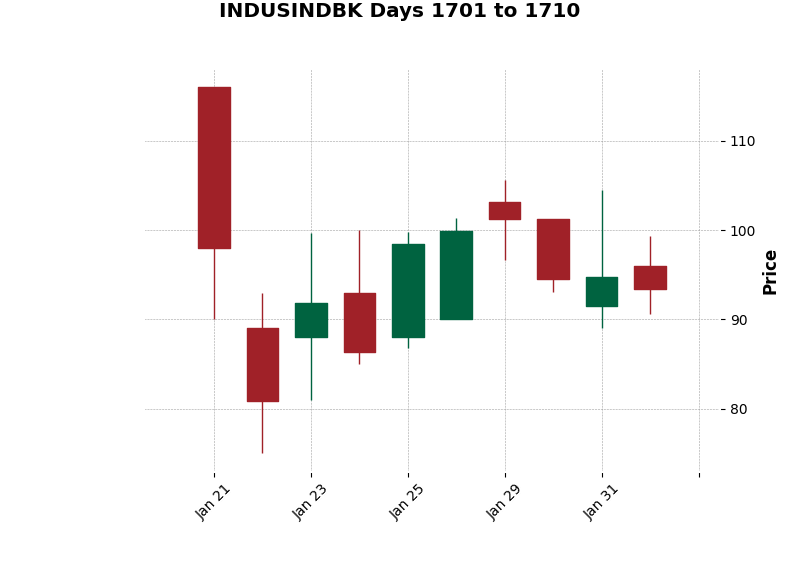 INDUSINDBK Days 1701 to 1710
110
100
90
80
Price
Jan 21
Jan 23
Jan 25
Jan 29
Jan 31